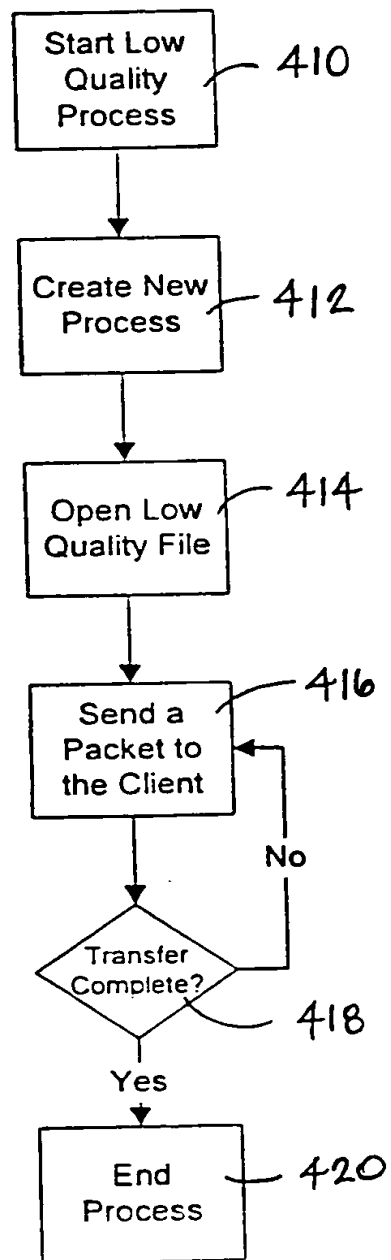 Start Low
Quality
Process
410
Create New
Process
412
Open Low
Quality File
414
Send a
Packet to
the Client
416
No
Transfer
Complete?
418
Yes
End
Process
420